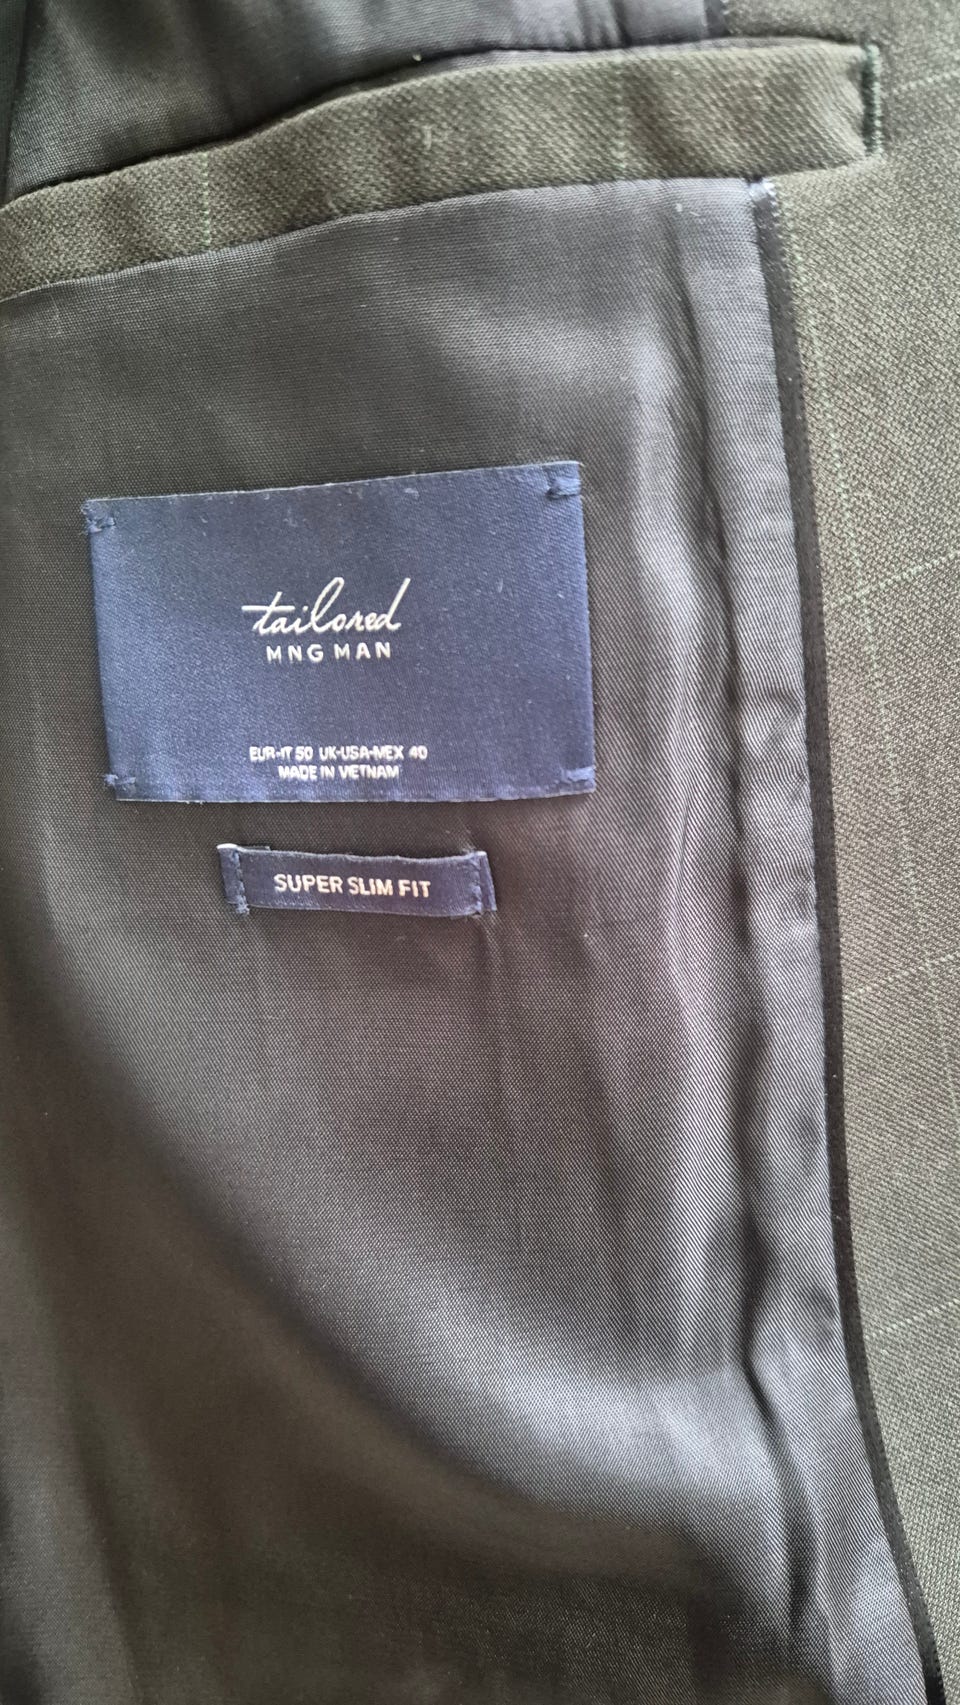 tailored
MNG MAN
EUR-IT 50 UK-USA-MEX 40
MADE IN VIETNAM
SUPER SLIM FIT